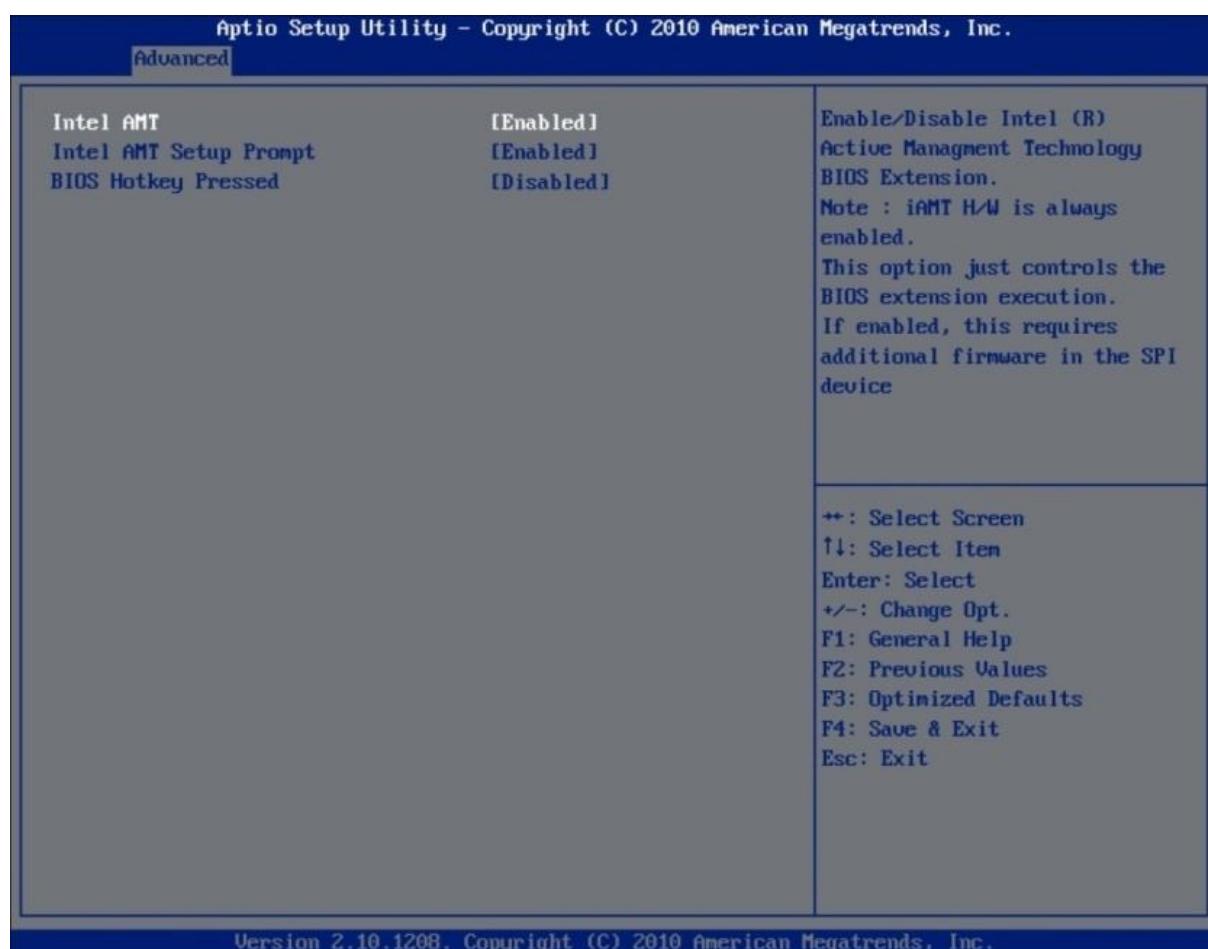 Aptio Setup Utility – Copyright (C) 2010 American Megatrends, Inc.
Advanced
Intel AMT [Enabled]
Intel AMT Setup Prompt [Enabled]
BIOS Hotkey Pressed [Disabled]
Enable/Disable Intel (R)
Active Managment Technology
BIOS Extension.
Note : iAMT H/W is always
enabled.
This option just controls the
BIOS extension execution.
If enabled, this requires
additional firmware in the SPI
device
→←: Select Screen
↑↓: Select Item
Enter: Select
+/-: Change Opt.
F1: General Help
F2: Previous Values
F3: Optimized Defaults
F4: Save & Exit
Esc: Exit
Version 2.10.1208. Copyright (C) 2010 American Megatrends, Inc.